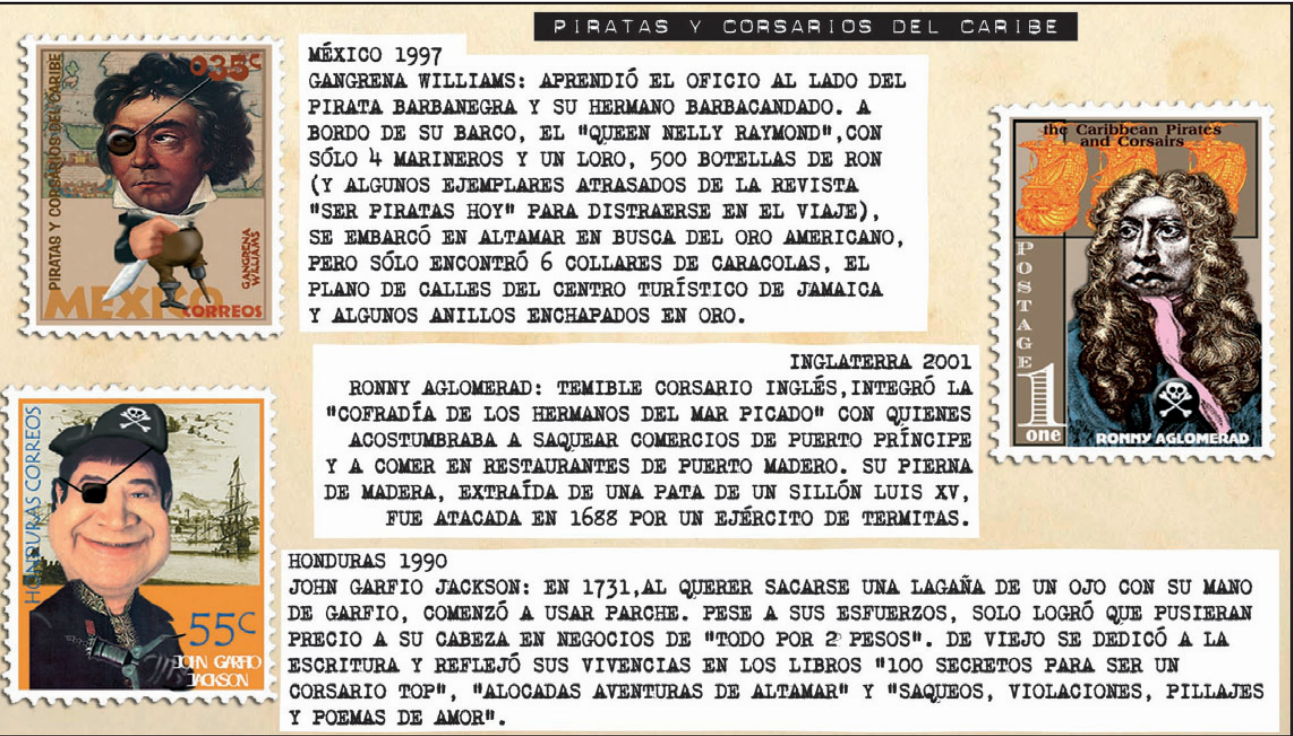 PIRATAS Y CORSARIOS DEL CARIBE
035c
PIRATAS Y CORSARIOS DEL CARIBE
GANGRENA
WILLIAMS
MEXICO
CORREOS
MÉXICO 1997
GANGRENA WILLIAMS: APRENDIÓ EL OFICIO AL LADO DEL
PIRATA BARBANEGRA Y SU HERMANO BARBACANDADO. A
BORDO DE SU BARCO, EL "QUEEN NELLY RAYMOND",CON
SÓLO 4 MARINEROS Y UN LORO, 500 BOTELLAS DE RON
(Y ALGUNOS EJEMPLARES ATRASADOS DE LA REVISTA
"SER PIRATAS HOY" PARA DISTRAERSE EN EL VIAJE),
SE EMBARCÓ EN ALTAMAR EN BUSCA DEL ORO AMERICANO,
PERO SÓLO ENCONTRÓ 6 COLLARES DE CARACOLAS, EL
PLANO DE CALLES DEL CENTRO TURÍSTICO DE JAMAICA
Y ALGUNOS ANILLOS ENCHAPADOS EN ORO.
the Caribbean Pirates
and Corsairs
POSTAGE
1
one
RONNY AGLOMERAD
INGLATERRA 2001
RONNY AGLOMERAD: TEMIBLE CORSARIO INGLÉS,INTEGRÓ LA
"COFRADÍA DE LOS HERMANOS DEL MAR PICADO" CON QUIENES
ACOSTUMBRABA A SAQUEAR COMERCIOS DE PUERTO PRÍNCIPE
Y A COMER EN RESTAURANTES DE PUERTO MADERO. SU PIERNA
DE MADERA, EXTRAÍDA DE UNA PATA DE UN SILLÓN LUIS XV,
FUE ATACADA EN 1688 POR UN EJÉRCITO DE TERMITAS.
HONDURAS CORREOS
55c
JOHN GARFIO
JACKSON
HONDURAS 1990
JOHN GARFIO JACKSON: EN 1731,AL QUERER SACARSE UNA LAGAÑA DE UN OJO CON SU MANO
DE GARFIO, COMENZÓ A USAR PARCHE. PESE A SUS ESFUERZOS, SOLO LOGRÓ QUE PUSIERAN
PRECIO A SU CABEZA EN NEGOCIOS DE "TODO POR 2 PESOS". DE VIEJO SE DEDICÓ A LA
ESCRITURA Y REFLEJÓ SUS VIVENCIAS EN LOS LIBROS "100 SECRETOS PARA SER UN
CORSARIO TOP", "ALOCADAS AVENTURAS DE ALTAMAR" Y "SAQUEOS, VIOLACIONES, PILLAJES
Y POEMAS DE AMOR".